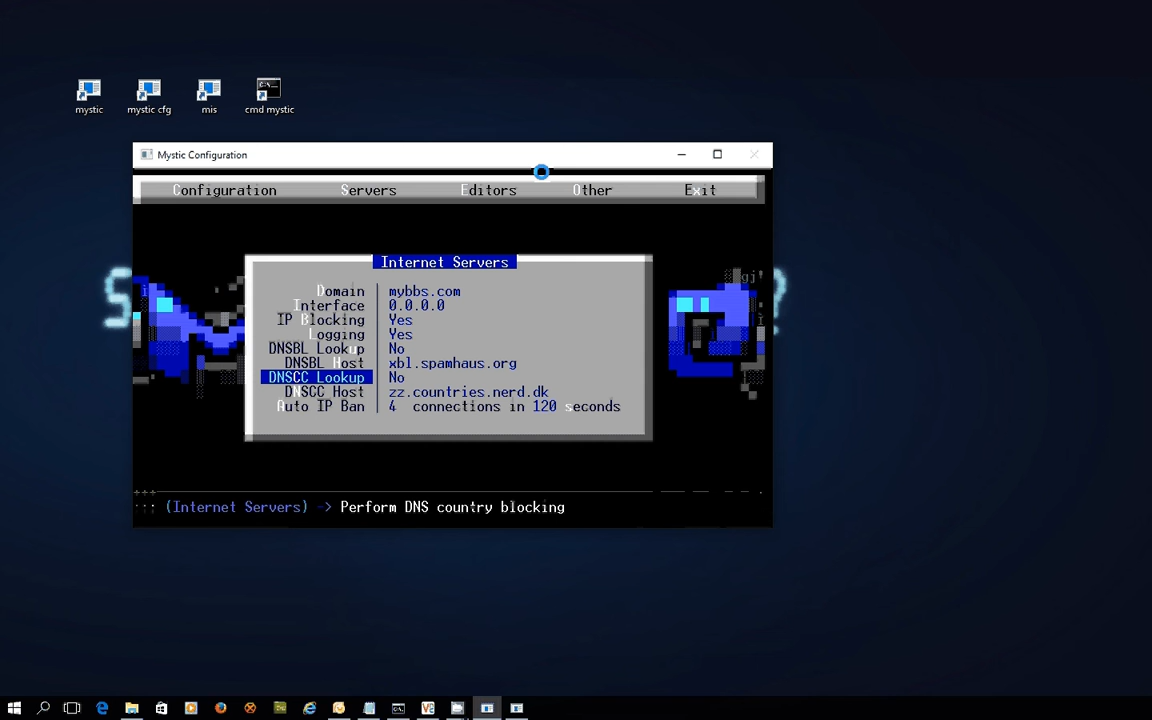 mystic
mystic cfg
mis
cmd mystic
Mystic Configuration
Configuration Servers Editors Other Exit
Internet Servers
Domain mybbs.com
Interface 0.0.0.0
IP Blocking Yes
Logging Yes
DNSBL Lookup No
DNSBL Host xbl.spamhaus.org
DNSCC Lookup No
DNSCC Host zz.countries.nerd.dk
Auto IP Ban 4 connections in 120 seconds
(Internet Servers) -> Perform DNS country blocking